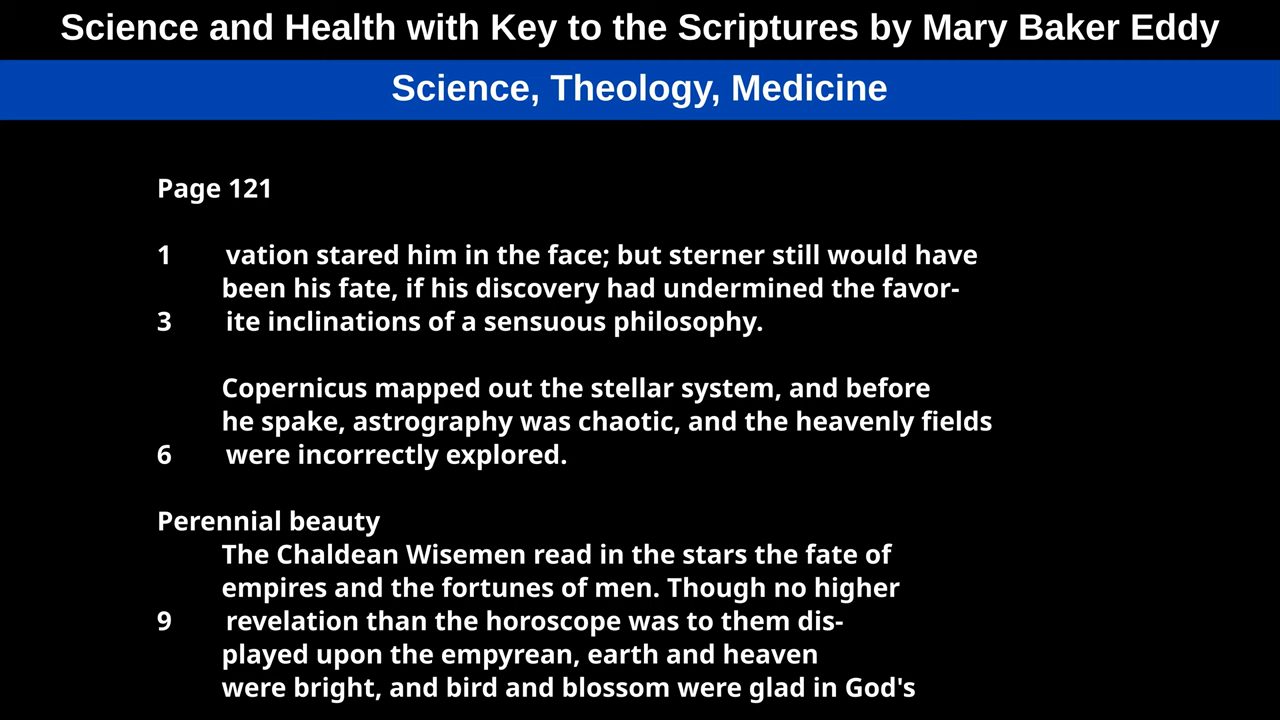 Science and Health with Key to the Scriptures by Mary Baker Eddy
Science, Theology, Medicine
Page 121
1 vation stared him in the face; but sterner still would have
been his fate, if his discovery had undermined the favor-
3 ite inclinations of a sensuous philosophy.
Copernicus mapped out the stellar system, and before
he spake, astrography was chaotic, and the heavenly fields
6 were incorrectly explored.
Perennial beauty
The Chaldean Wisemen read in the stars the fate of
empires and the fortunes of men. Though no higher
9 revelation than the horoscope was to them dis-
played upon the empyrean, earth and heaven
were bright, and bird and blossom were glad in God's